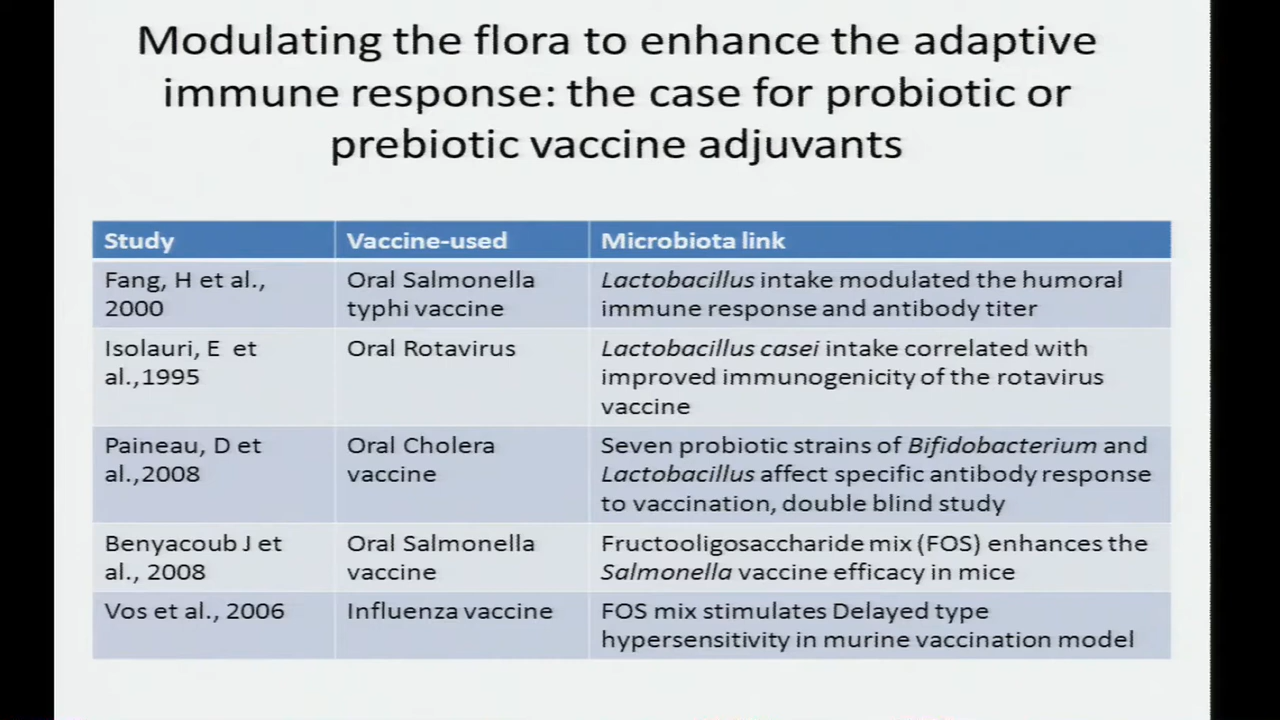 Modulating the flora to enhance the adaptive
immune response: the case for probiotic or
prebiotic vaccine adjuvants
Study Vaccine-used Microbiota link
Fang, H et al., 2000 Oral Salmonella typhi vaccine Lactobacillus intake modulated the humoral immune response and antibody titer
Isolauri, E et al.,1995 Oral Rotavirus Lactobacillus casei intake correlated with improved immunogenicity of the rotavirus vaccine
Paineau, D et al.,2008 Oral Cholera vaccine Seven probiotic strains of Bifidobacterium and Lactobacillus affect specific antibody response to vaccination, double blind study
Benyacoub J et al., 2008 Oral Salmonella vaccine Fructooligosaccharide mix (FOS) enhances the Salmonella vaccine efficacy in mice
Vos et al., 2006 Influenza vaccine FOS mix stimulates Delayed type hypersensitivity in murine vaccination model